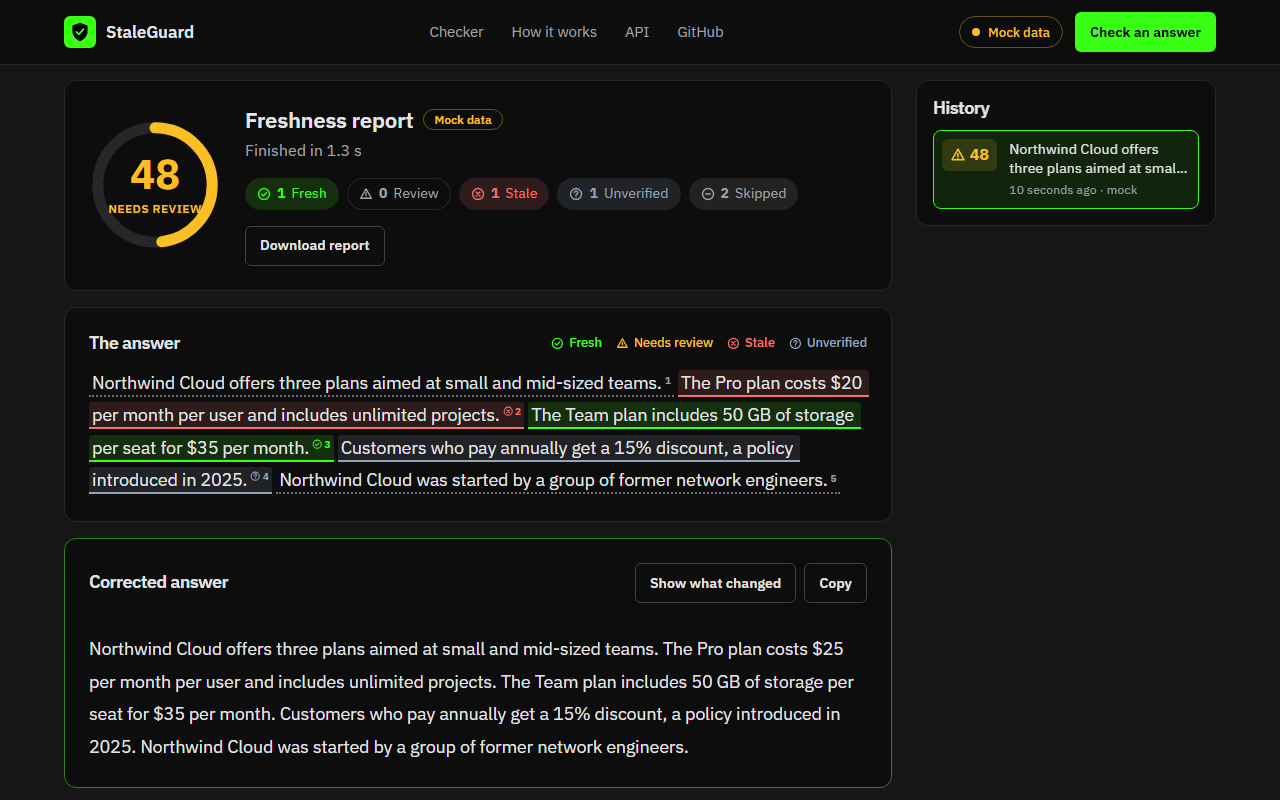 StaleGuard
Checker
How it works
API
GitHub
Mock data
Check an answer
48
NEEDS REVIEW
Freshness report
Mock data
Finished in 1.3 s
1 Fresh
0 Review
1 Stale
1 Unverified
2 Skipped
Download report
History
48
Northwind Cloud offers
three plans aimed at smal...
10 seconds ago · mock
The answer
Fresh
Needs review
Stale
Unverified
Northwind Cloud offers three plans aimed at small and mid-sized teams. 1 The Pro plan costs $20
per month per user and includes unlimited projects. 2 The Team plan includes 50 GB of storage
per seat for $35 per month. 3 Customers who pay annually get a 15% discount, a policy
introduced in 2025. 4 Northwind Cloud was started by a group of former network engineers. 5
Corrected answer
Show what changed
Copy
Northwind Cloud offers three plans aimed at small and mid-sized teams. The Pro plan costs $25
per month per user and includes unlimited projects. The Team plan includes 50 GB of storage per
seat for $35 per month. Customers who pay annually get a 15% discount, a policy introduced in
2025. Northwind Cloud was started by a group of former network engineers.